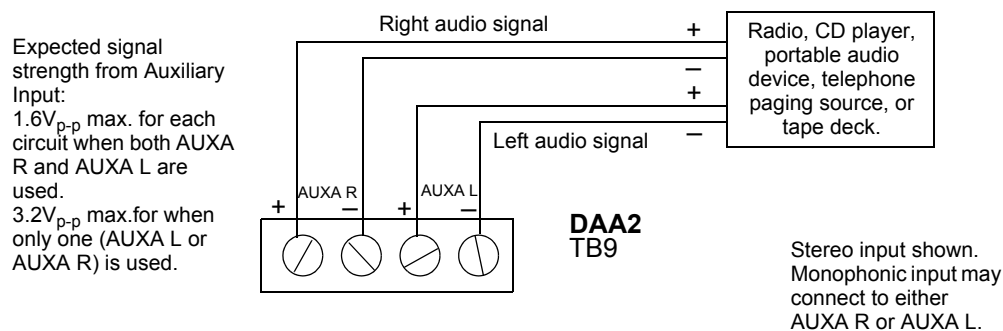 Right audio signal
+
Radio, CD player,
portable audio
device, telephone
paging source, or
tape deck.
–
+
–
Left audio signal
Expected signal
strength from Auxiliary
Input:
1.6Vp-p max. for each
circuit when both AUXA
R and AUXA L are
used.
3.2Vp-p max.for when
only one (AUXA L or
AUXA R) is used.
+
AUXA R
–
+
AUXA L
–
DAA2
TB9
Stereo input shown.
Monophonic input may
connect to either
AUXA R or AUXA L.